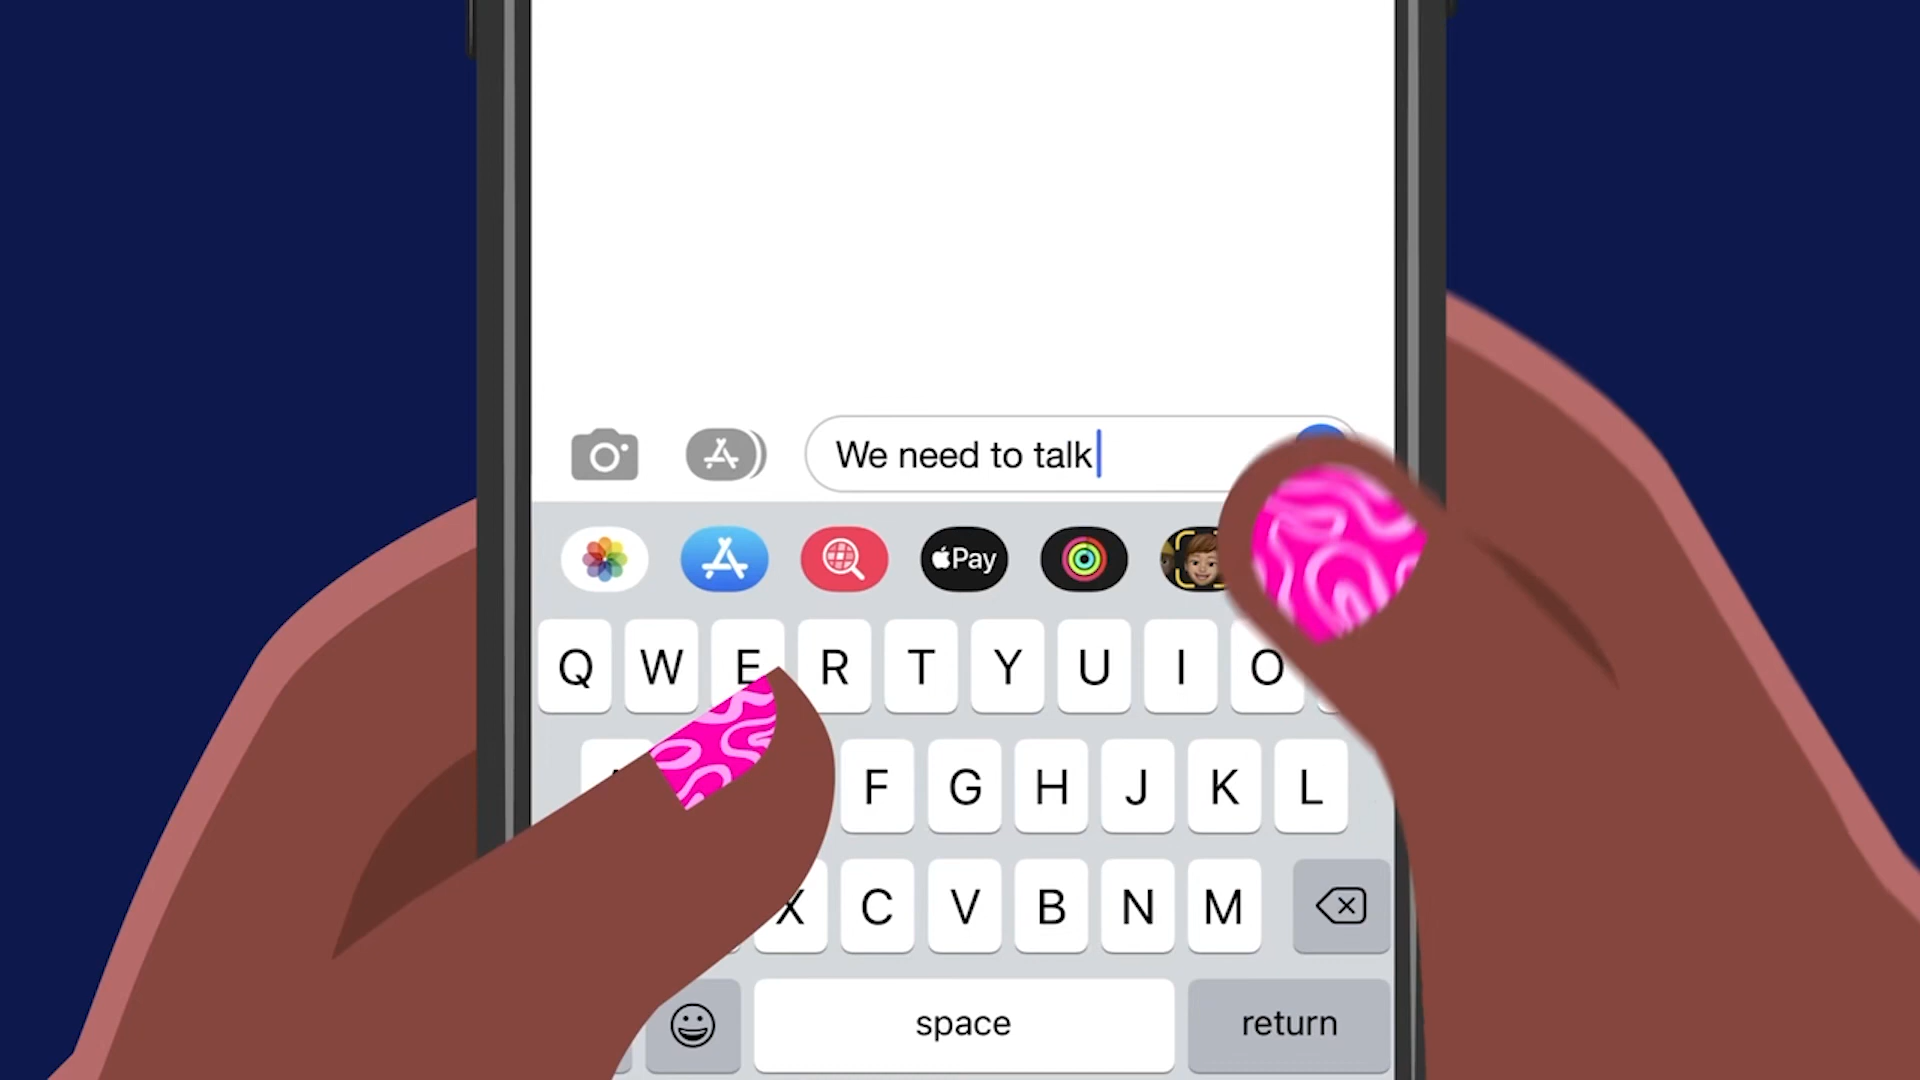 We need to talk
Pay
Q W E R T Y U I O
F G H J K L
X C V B N M
space
return